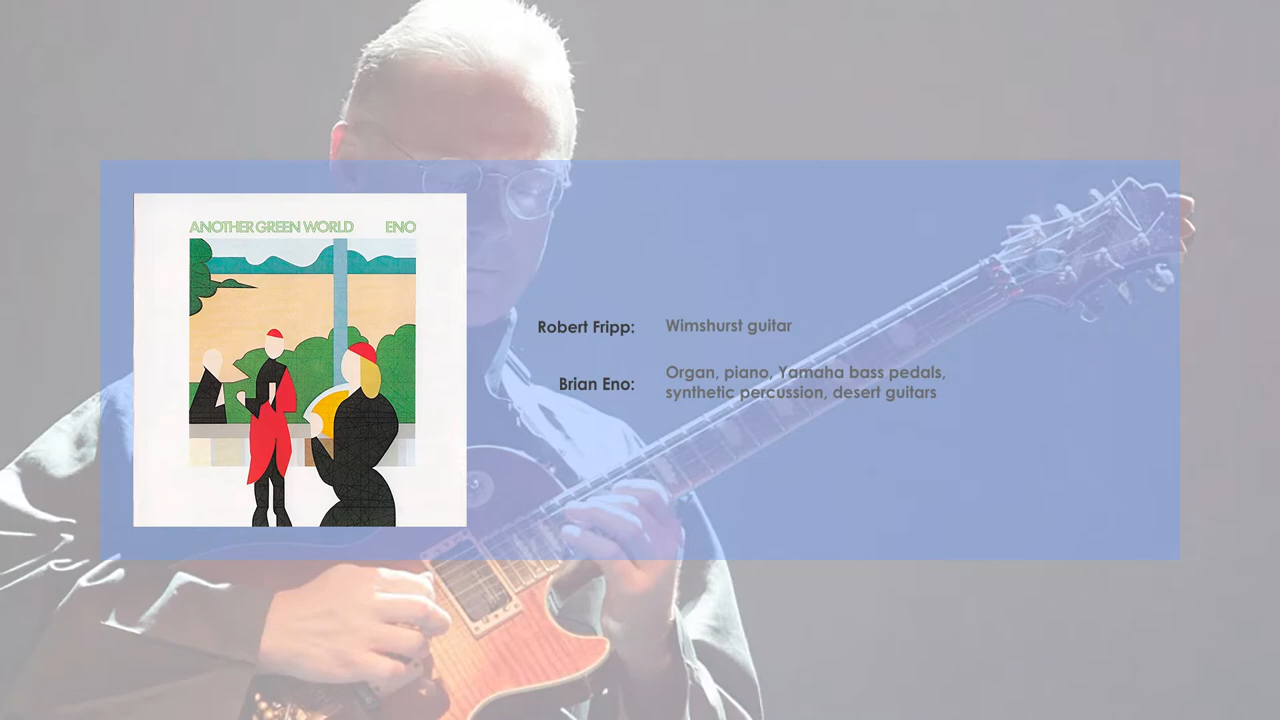 ANOTHER GREEN WORLD ENO
Robert Fripp: Wimshurst guitar
Brian Eno: Organ, piano, Yamaha bass pedals,
synthetic percussion, desert guitars